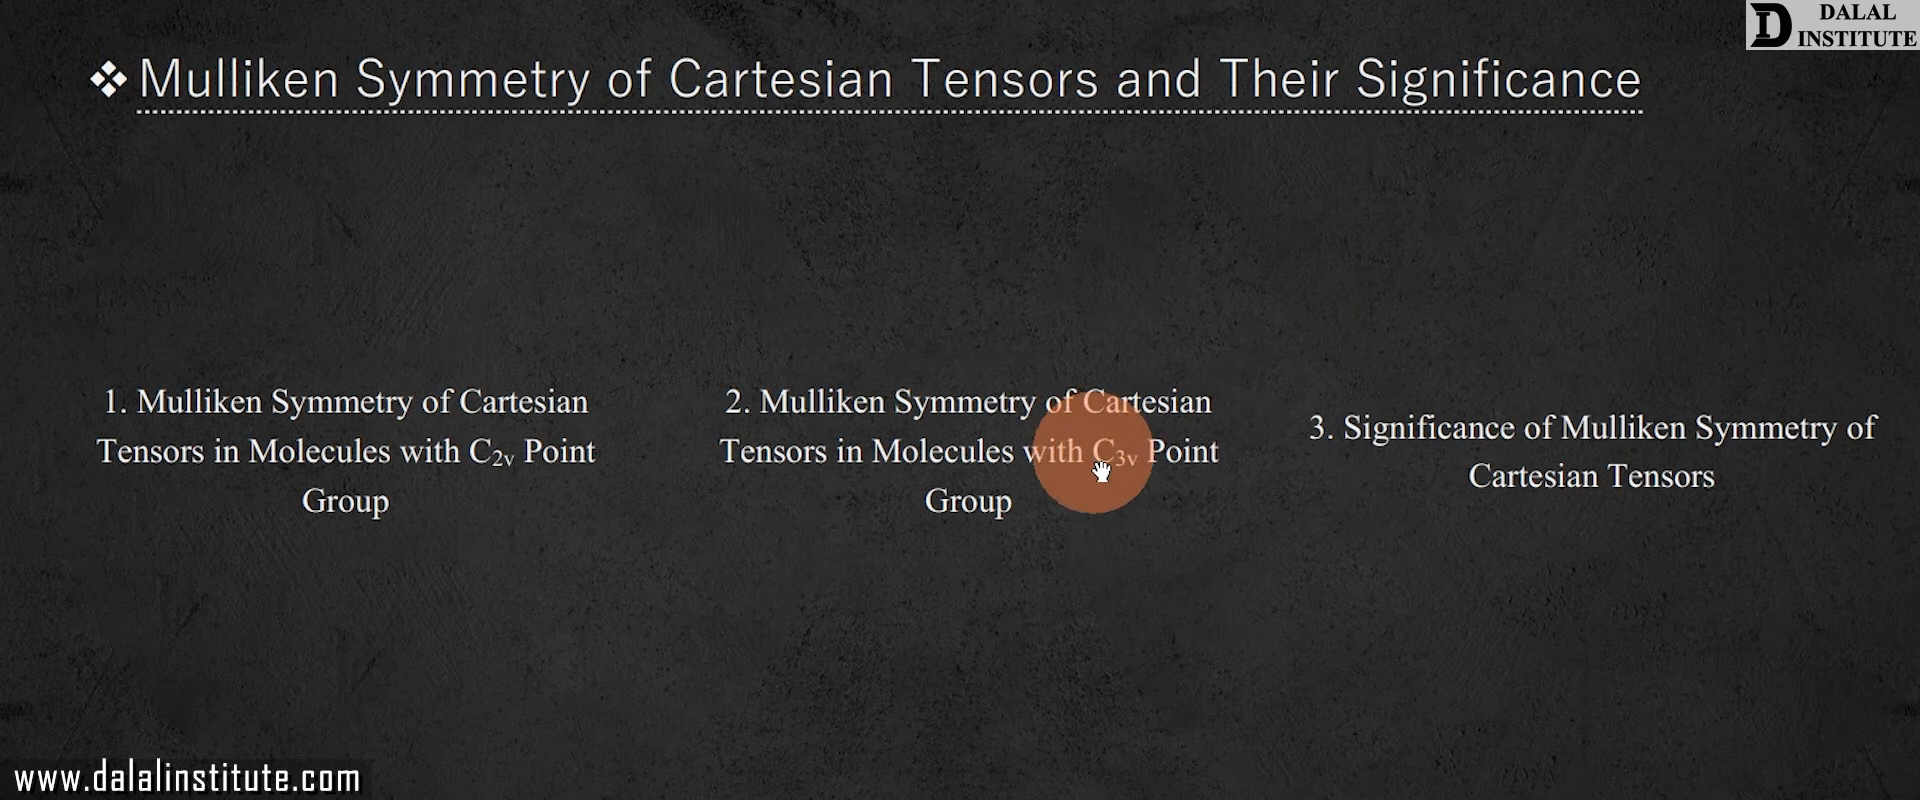 DALAL
INSTITUTE
❖ Mulliken Symmetry of Cartesian Tensors and Their Significance
1. Mulliken Symmetry of Cartesian
Tensors in Molecules with C₂ᵥ Point
Group
2. Mulliken Symmetry of Cartesian
Tensors in Molecules with C₃ᵥ Point
Group
3. Significance of Mulliken Symmetry of
Cartesian Tensors
www.dalalinstitute.com